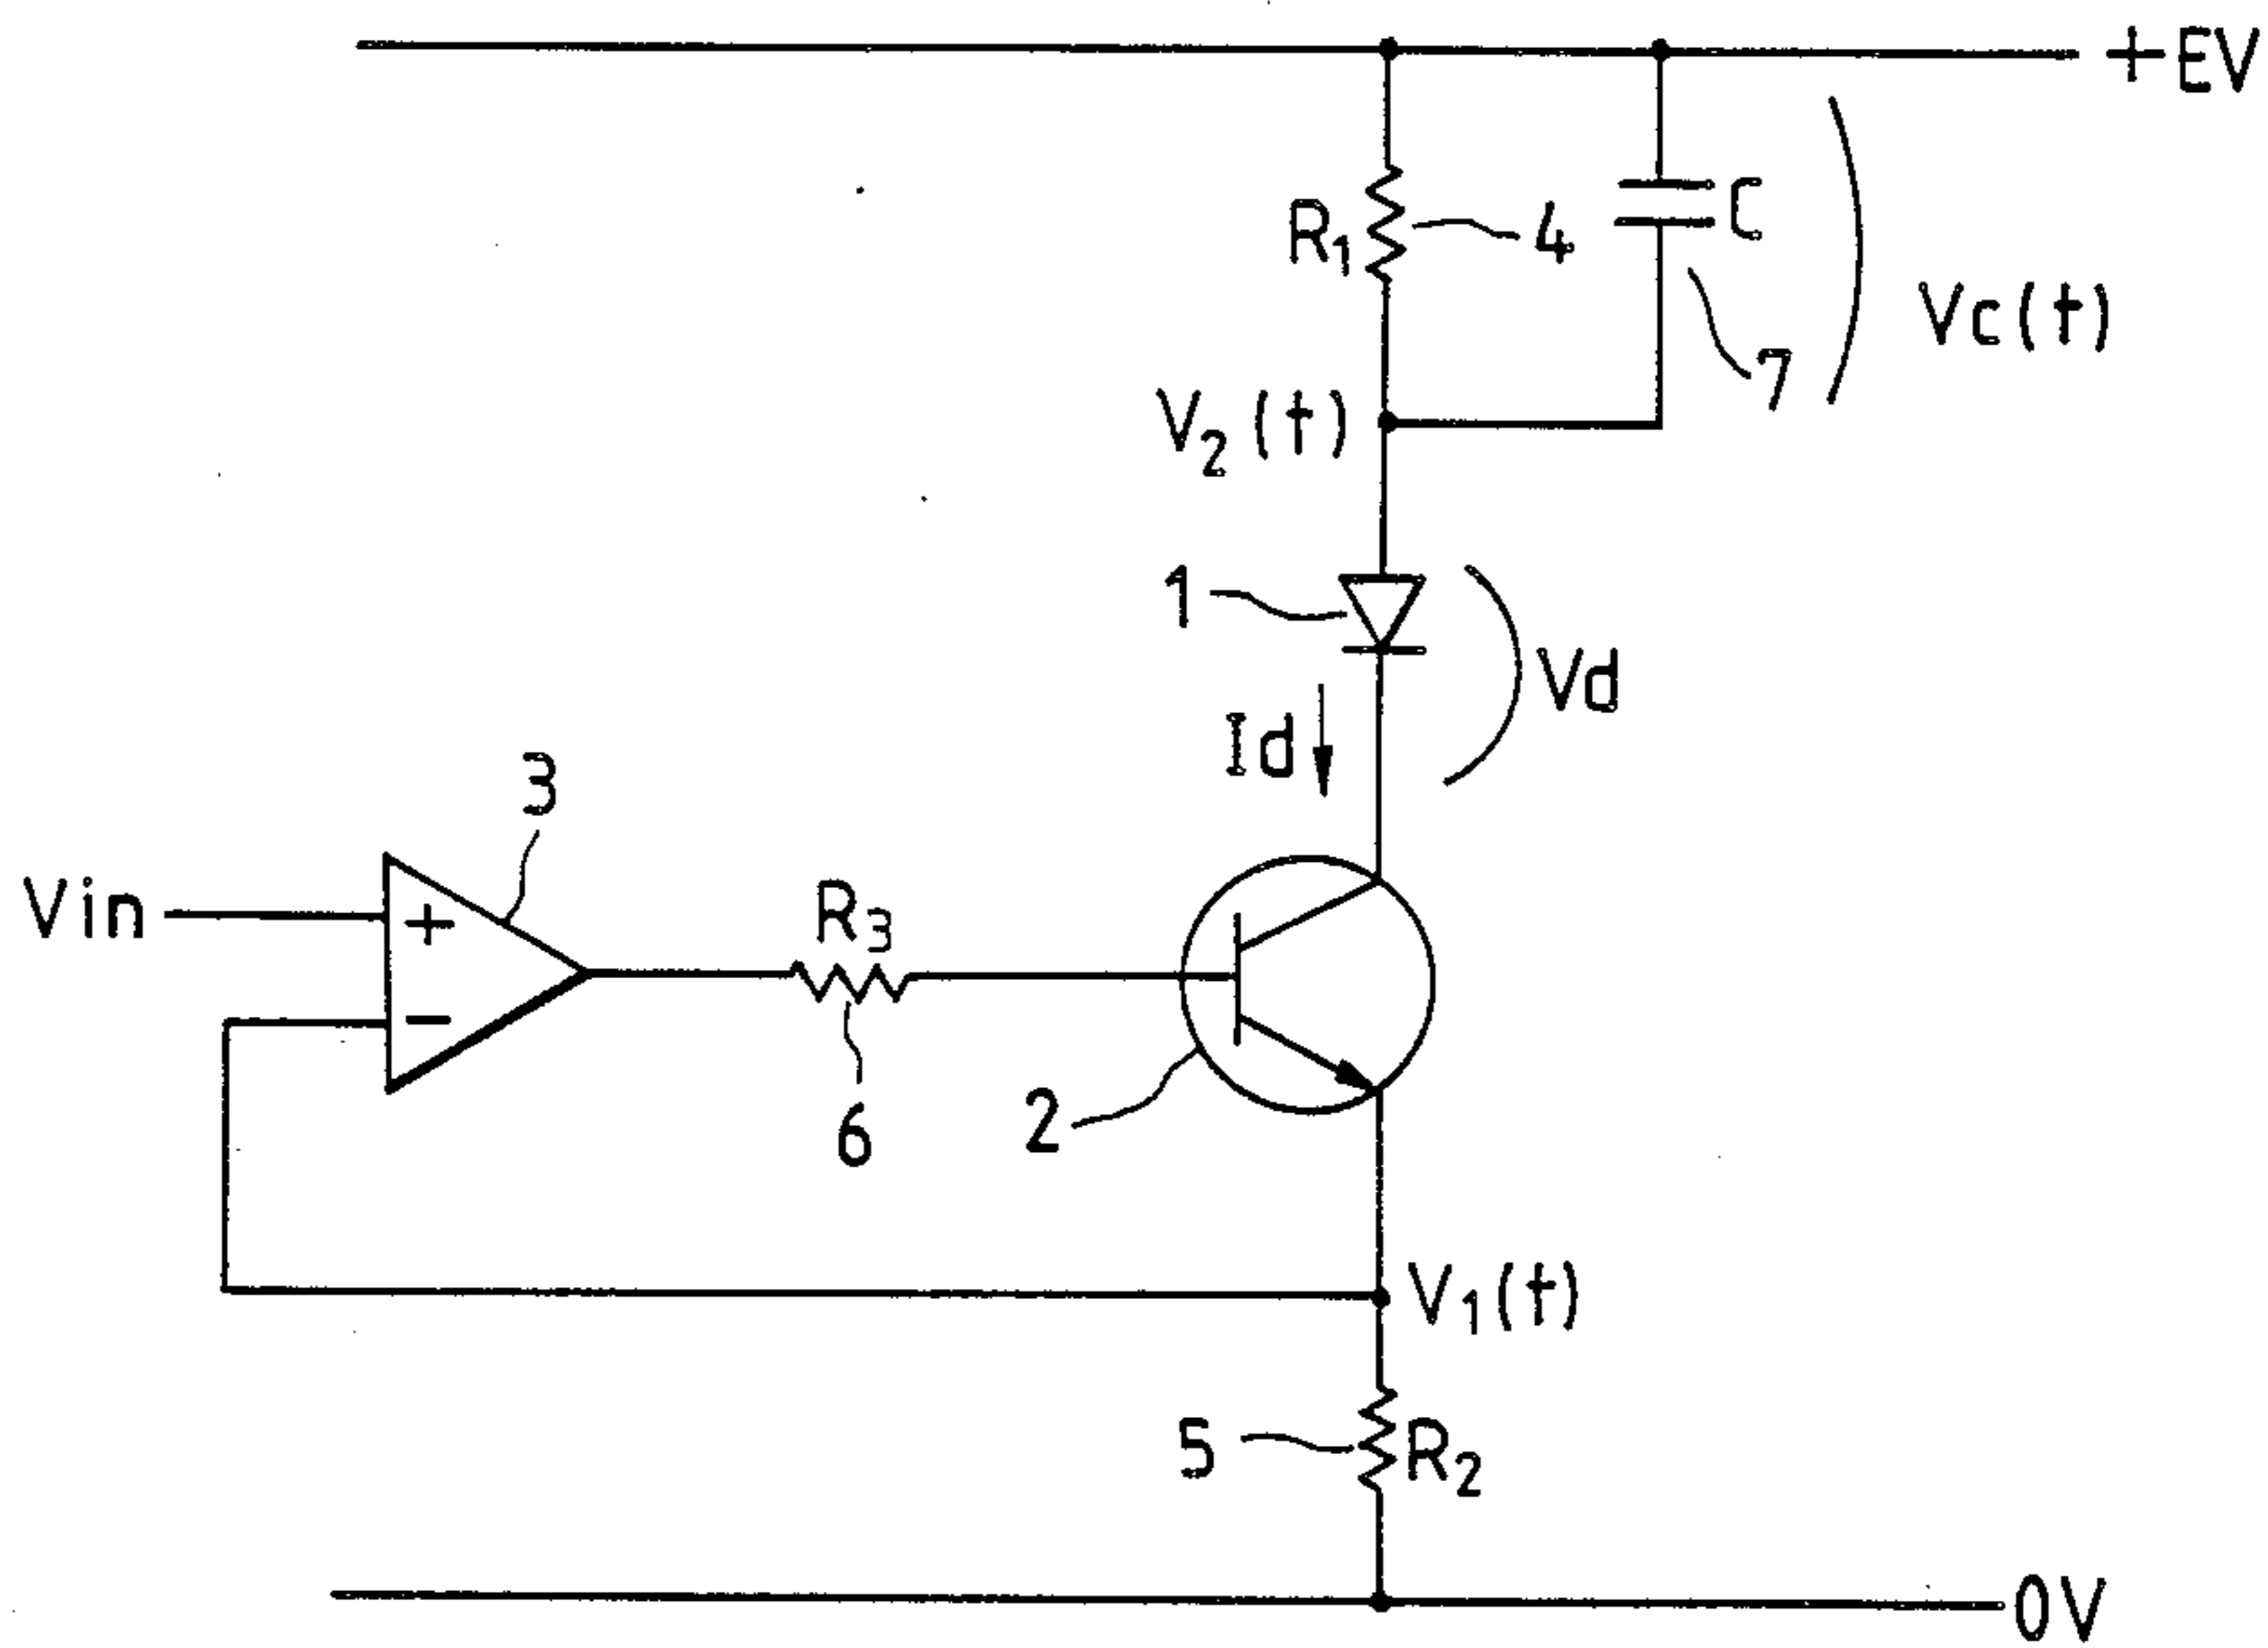 +EV
R1
4
C
7
Vc(t)
V2(t)
1
Vd
Id
3
Vin
+
R3
−
6
2
V1(t)
5
R2
0V